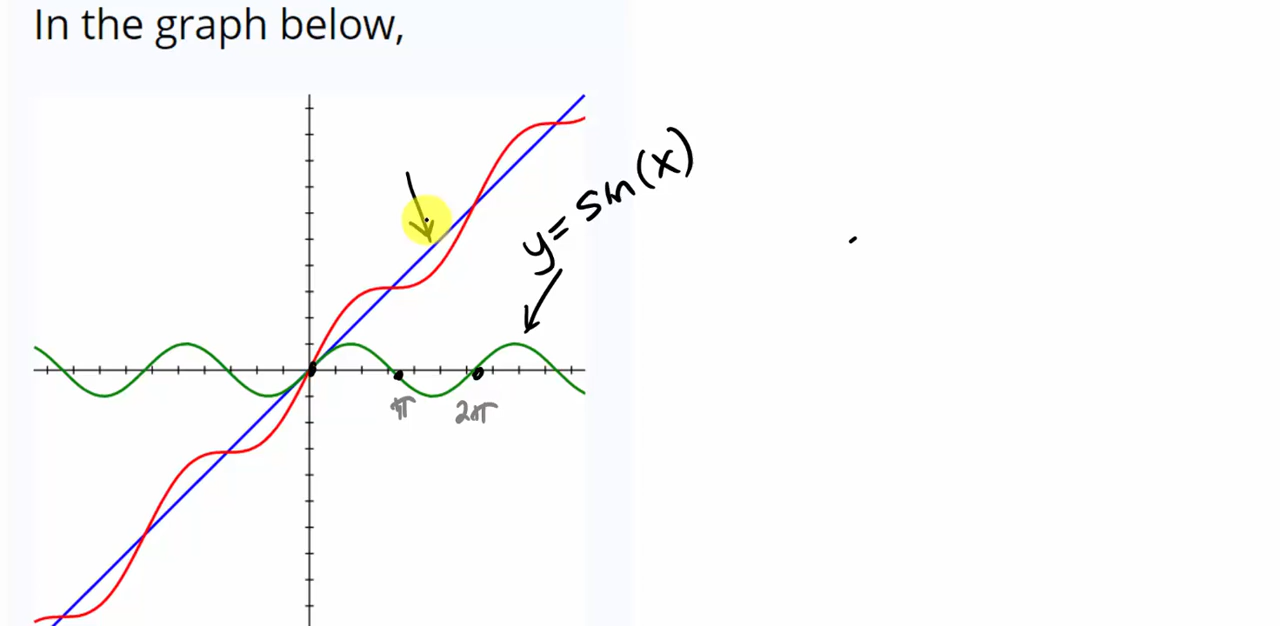 In the graph below,
y = sin(x)
π
2π